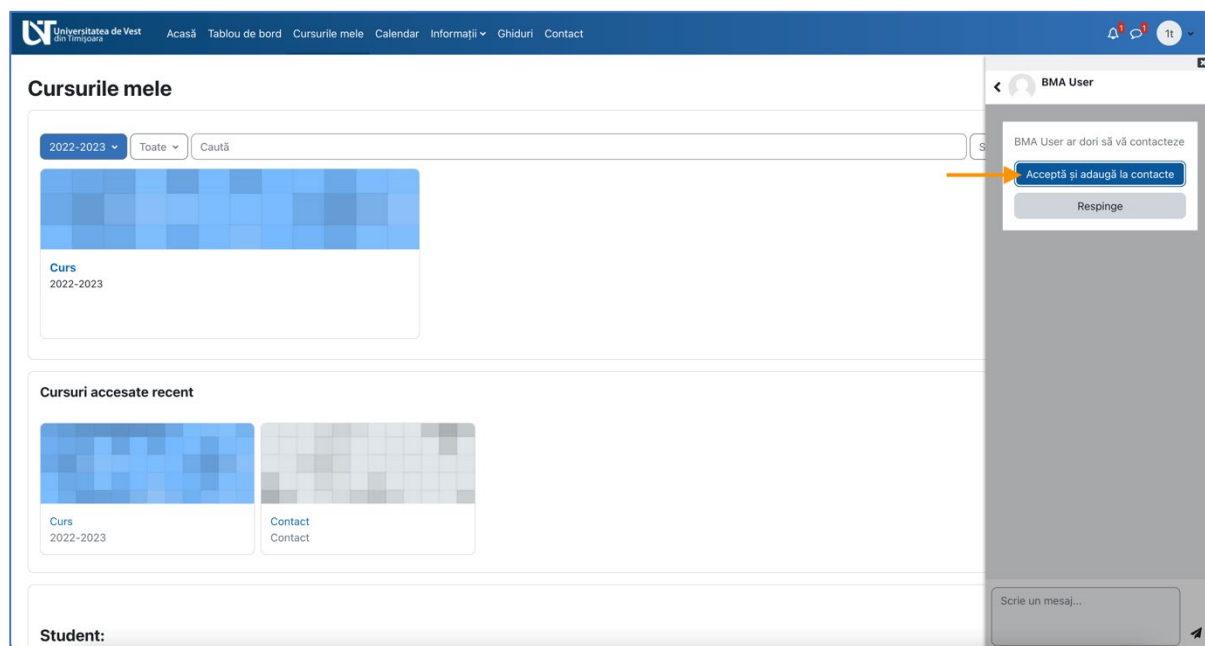 Universitatea de Vest
din Timișoara
Acasă Tablou de bord Cursurile mele Calendar Informații Ghiduri Contact
1 1 1t
Cursurile mele
2022-2023 Toate Caută S
Curs
2022-2023
Cursuri accesate recent
Curs
2022-2023
Contact
Contact
Student:
BMA User
BMA User ar dori să vă contacteze
Acceptă și adaugă la contacte
Respinge
Scrie un mesaj...